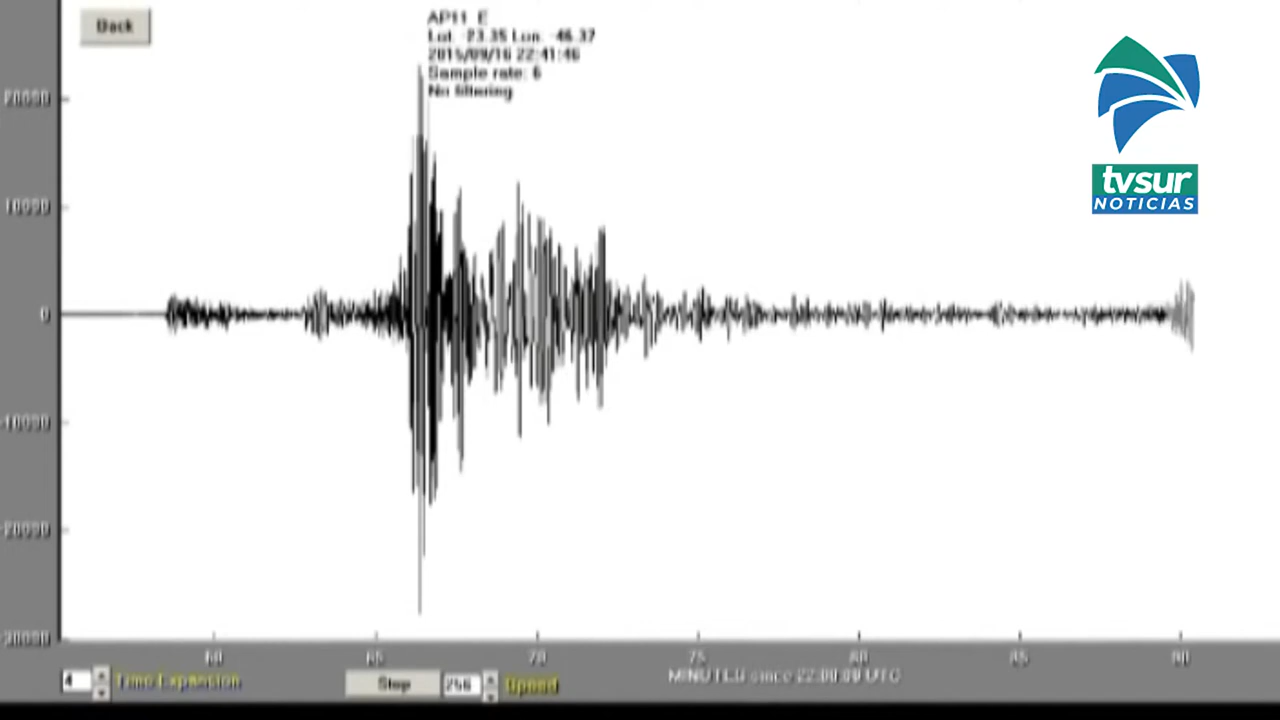 Back
AP11 E
Lat. -23.35 Lon. -46.37
2015/09/16 22:41:46
Sample rate: 6
No filtering
tvsur
NOTICIAS
20000
10000
0
-10000
-20000
-30000
60
65
70
75
80
85
90
4
Time Expansion
Stop
256
Speed
MINUTES since 22:00:00 UTC